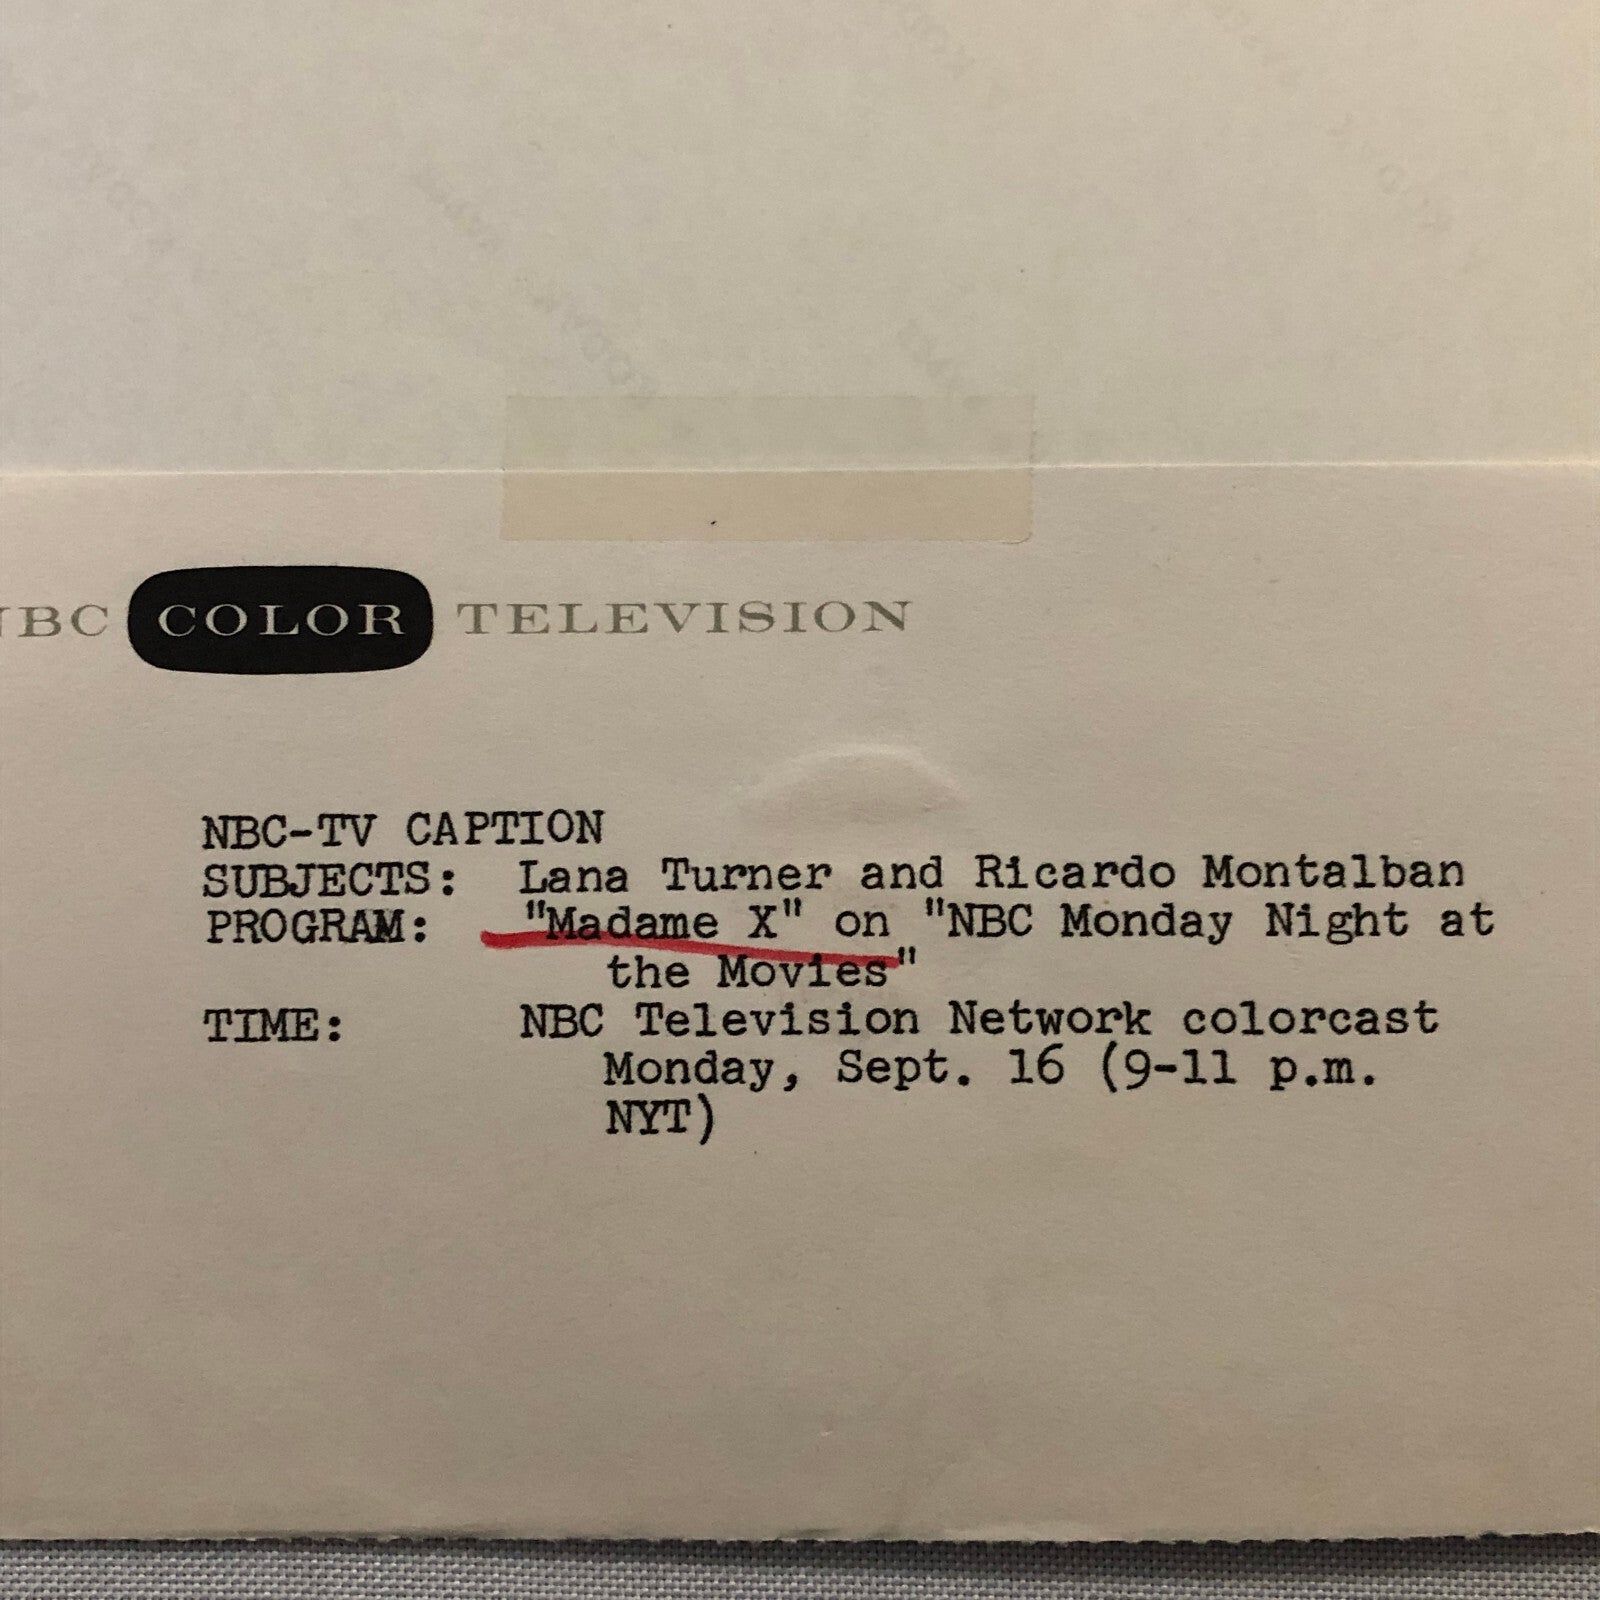 NBC COLOR TELEVISION
NBC-TV CAPTION
SUBJECTS: Lana Turner and Ricardo Montalban
PROGRAM: "Madame X" on "NBC Monday Night at
the Movies"
TIME: NBC Television Network colorcast
Monday, Sept. 16 (9-11 p.m.
NYT)